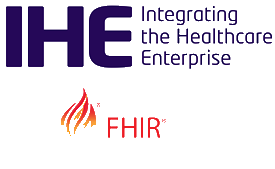 IHE
Integrating
the Healthcare
Enterprise
FHIR®